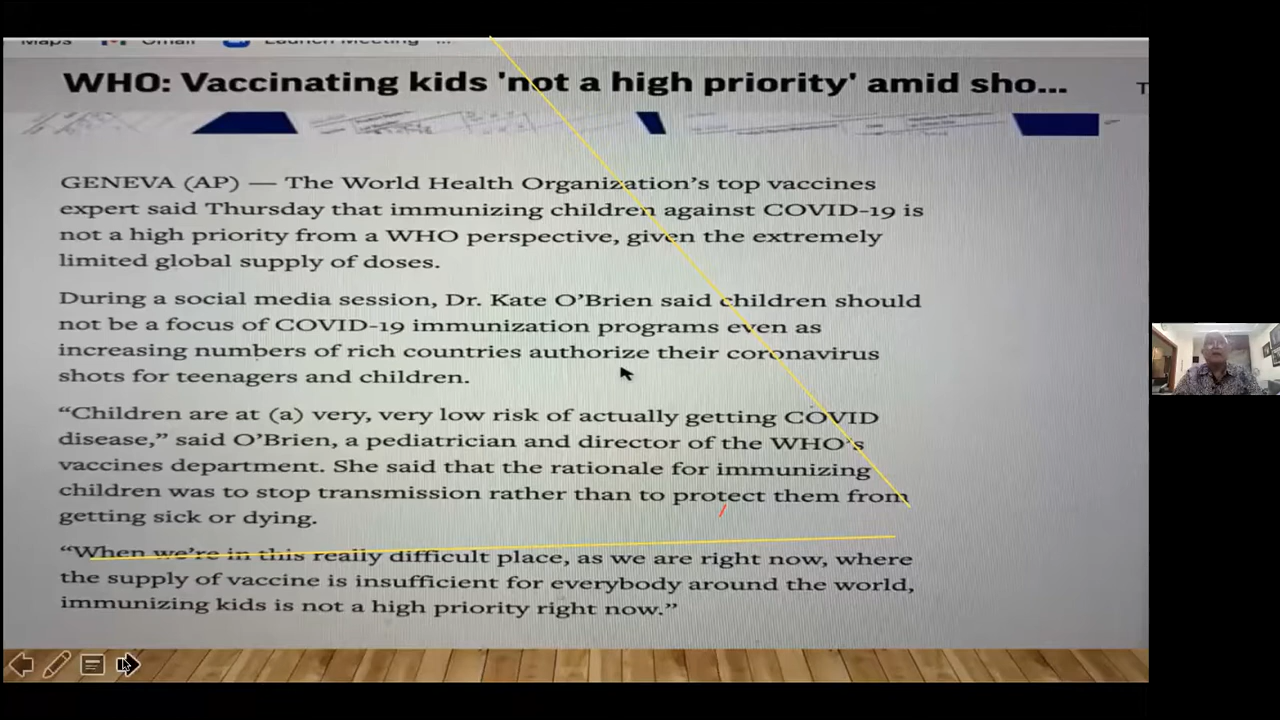 Maps Gmail Launch Meeting ...
WHO: Vaccinating kids 'not a high priority' amid sho...
T
GENEVA (AP) — The World Health Organization's top vaccines
expert said Thursday that immunizing children against COVID-19 is
not a high priority from a WHO perspective, given the extremely
limited global supply of doses.
During a social media session, Dr. Kate O'Brien said children should
not be a focus of COVID-19 immunization programs even as
increasing numbers of rich countries authorize their coronavirus
shots for teenagers and children.
“Children are at (a) very, very low risk of actually getting COVID
disease,” said O'Brien, a pediatrician and director of the WHO's
vaccines department. She said that the rationale for immunizing
children was to stop transmission rather than to protect them from
getting sick or dying.
“When we're in this really difficult place, as we are right now, where
the supply of vaccine is insufficient for everybody around the world,
immunizing kids is not a high priority right now.”